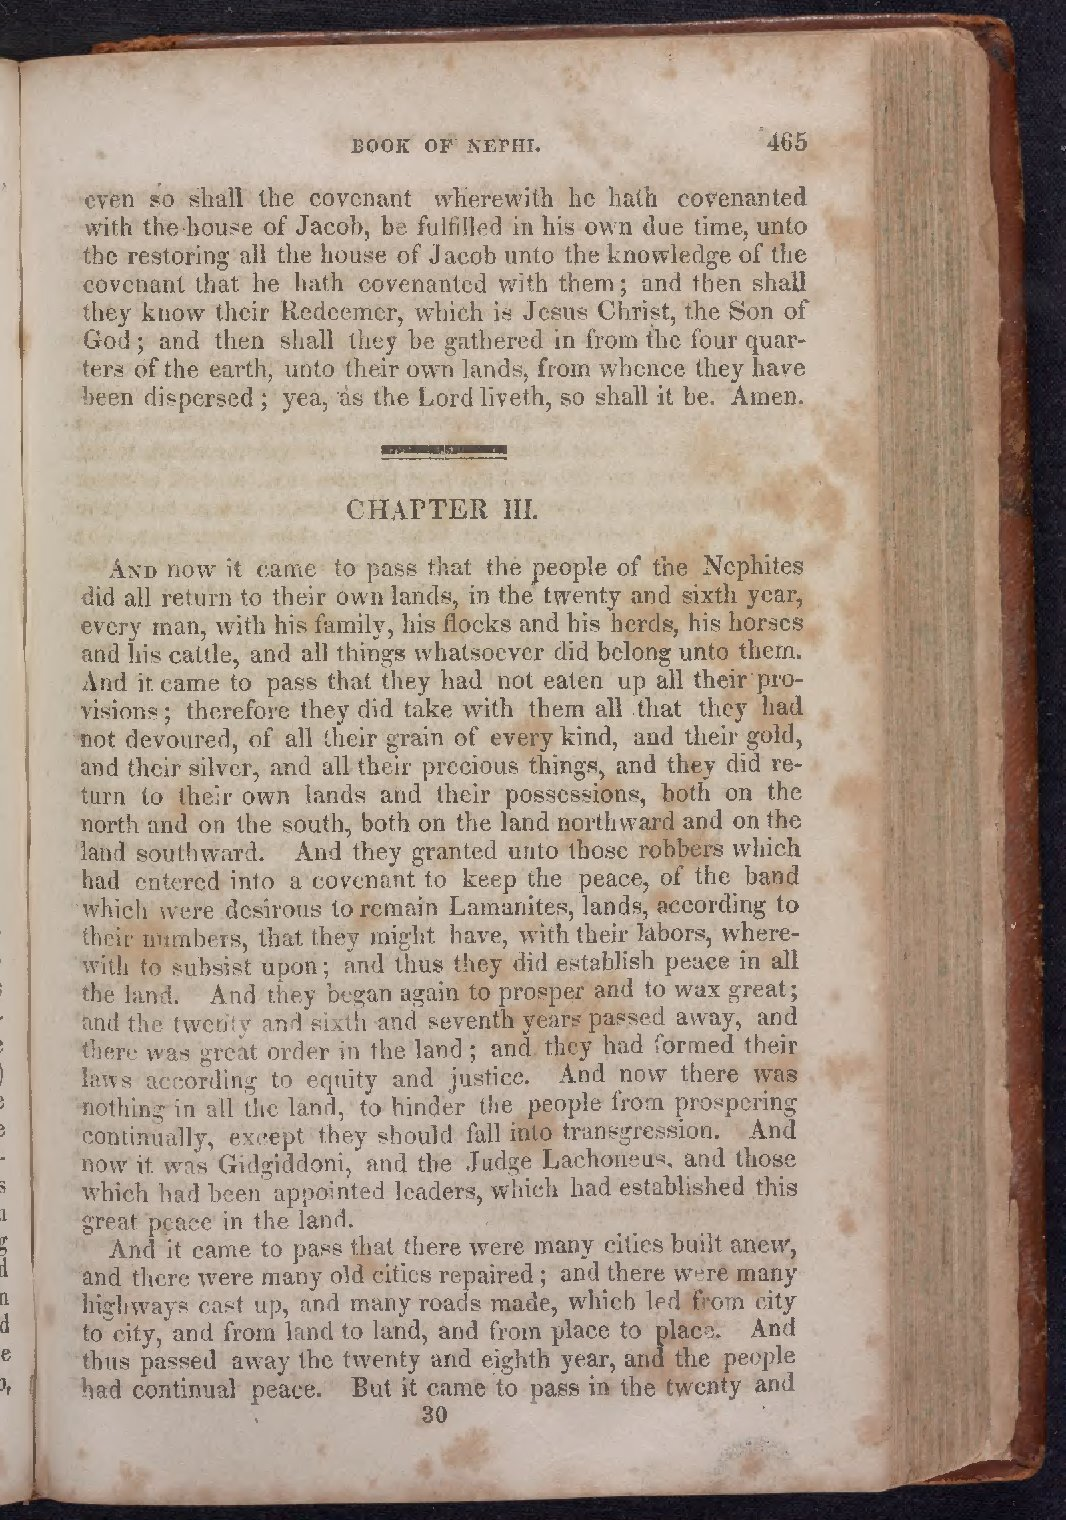 BOOK OF NEPHI. 465
even so shall the covenant wherewith he hath covenanted
with the house of Jacob, be fulfilled in his own due time, unto
the restoring all the house of Jacob unto the knowledge of the
covenant that he hath covenanted with them; and then shall
they know their Redeemer, which is Jesus Christ, the Son of
God; and then shall they be gathered in from the four quar-
ters of the earth, unto their own lands, from whence they have
been dispersed; yea, as the Lord liveth, so shall it be. Amen.
CHAPTER III.
AND now it came to pass that the people of the Nephites
did all return to their own lands, in the twenty and sixth year,
every man, with his family, his flocks and his herds, his horses
and his cattle, and all things whatsoever did belong unto them.
And it came to pass that they had not eaten up all their pro-
visions; therefore they did take with them all that they had
not devoured, of all their grain of every kind, and their gold,
and their silver, and all their precious things, and they did re-
turn to their own lands and their possessions, both on the
north and on the south, both on the land northward and on the
land southward. And they granted unto those robbers which
had entered into a covenant to keep the peace, of the band
which were desirous to remain Lamanites, lands, according to
their numbers, that they might have, with their labors, where-
with to subsist upon; and thus they did establish peace in all
the land. And they began again to prosper and to wax great;
and the twenty and sixth and seventh years passed away, and
there was great order in the land; and they had formed their
laws according to equity and justice. And now there was
nothing in all the land, to hinder the people from prospering
continually, except they should fall into transgression. And
now it was Gidgiddoni, and the Judge Lachoneus, and those
which had been appointed leaders, which had established this
great peace in the land.
And it came to pass that there were many cities built anew,
and there were many old cities repaired; and there were many
highways cast up, and many roads made, which led from city
to city, and from land to land, and from place to place. And
thus passed away the twenty and eighth year, and the people
had continual peace. But it came to pass in the twenty and
30